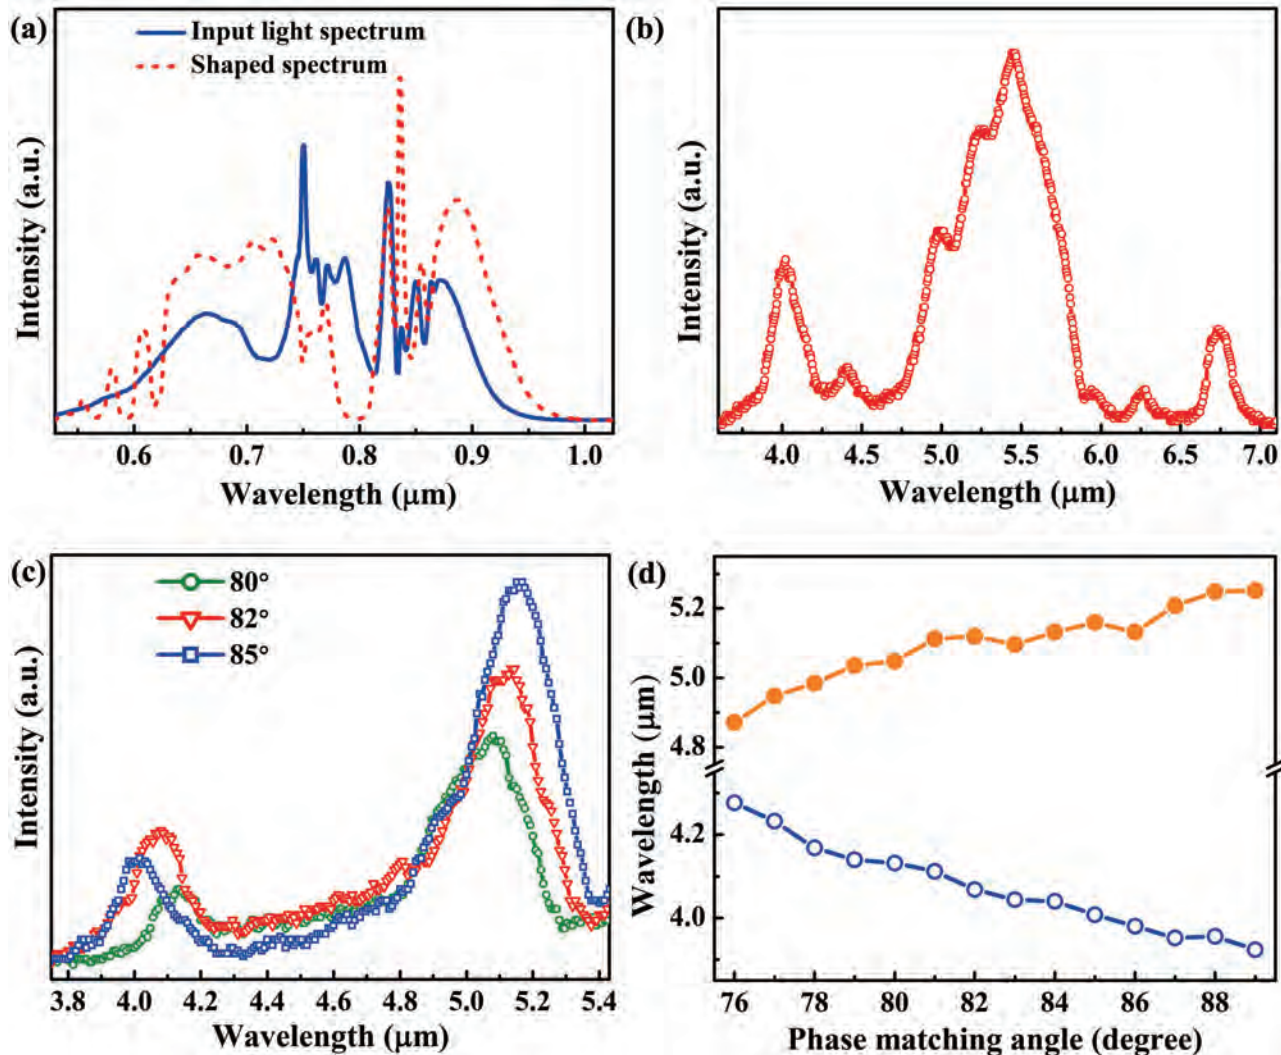 (a)
Input light spectrum
Shaped spectrum
Intensity (a.u.)
0.6 0.7 0.8 0.9 1.0
Wavelength (μm)
(b)
Intensity (a.u.)
4.0 4.5 5.0 5.5 6.0 6.5 7.0
Wavelength (μm)
(c)
80°
82°
85°
Intensity (a.u.)
3.8 4.0 4.2 4.4 4.6 4.8 5.0 5.2 5.4
Wavelength (μm)
(d)
Wavelength (μm)
5.2
5.0
4.8
4.2
4.0
76 78 80 82 84 86 88
Phase matching angle (degree)